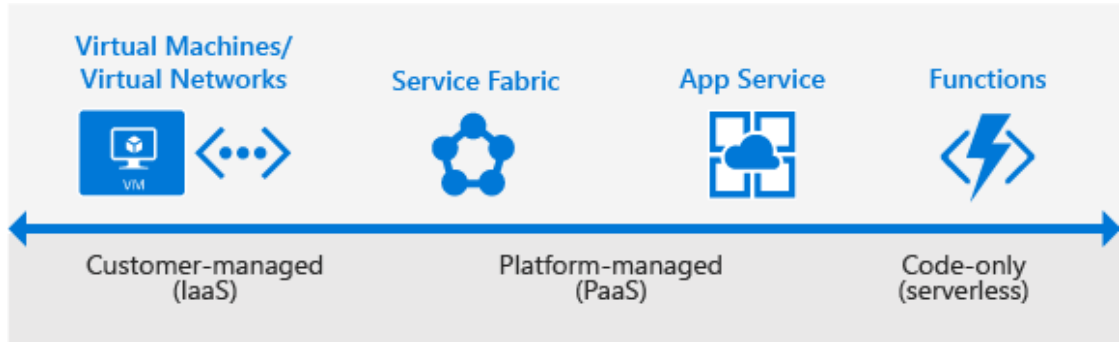 Virtual Machines/
Virtual Networks
Service Fabric
App Service
Functions
VM
Customer-managed
(IaaS)
Platform-managed
(PaaS)
Code-only
(serverless)